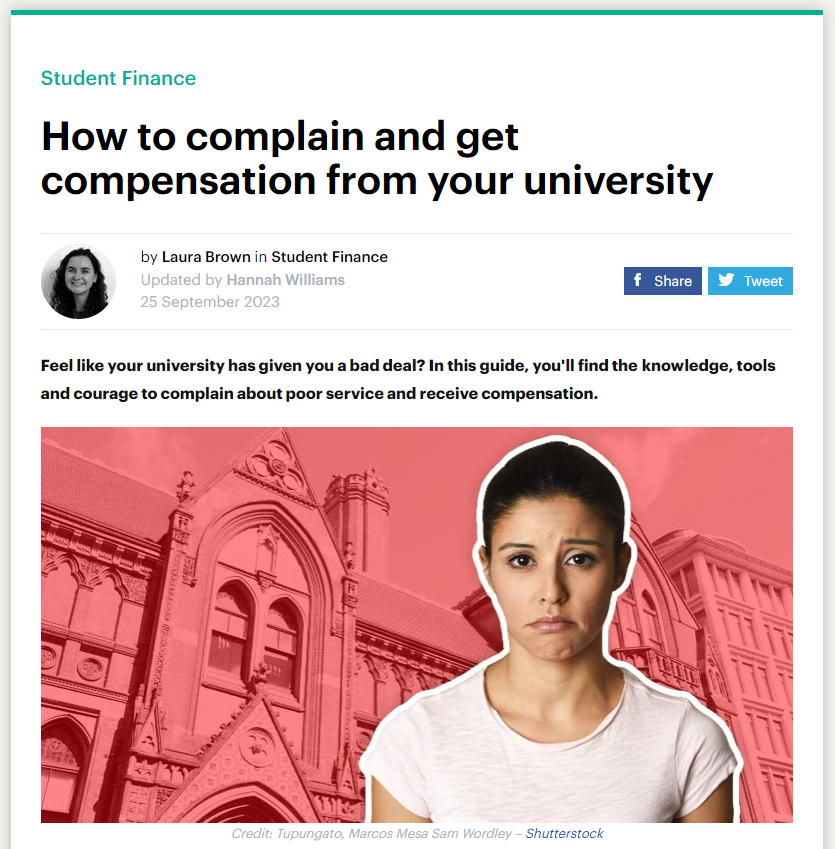 Student Finance
How to complain and get
compensation from your university
by Laura Brown in Student Finance
Updated by Hannah Williams
25 September 2023
Share
Tweet
Feel like your university has given you a bad deal? In this guide, you'll find the knowledge, tools
and courage to complain about poor service and receive compensation.
Credit: Tupungato, Marcos Mesa Sam Wordley – Shutterstock